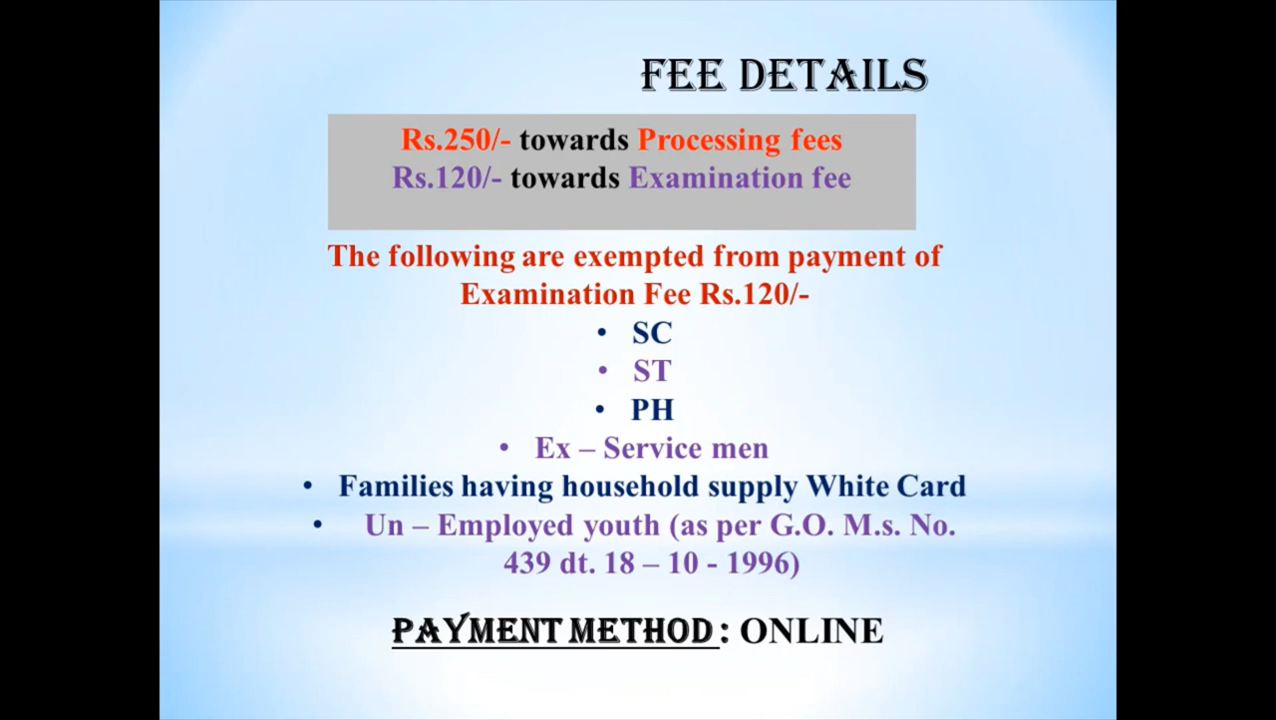 FEE DETAILS
Rs.250/- towards Processing fees
Rs.120/- towards Examination fee
The following are exempted from payment of
Examination Fee Rs.120/-
• SC
• ST
• PH
• Ex – Service men
• Families having household supply White Card
• Un – Employed youth (as per G.O. M.s. No.
439 dt. 18 – 10 - 1996)
PAYMENT METHOD : ONLINE